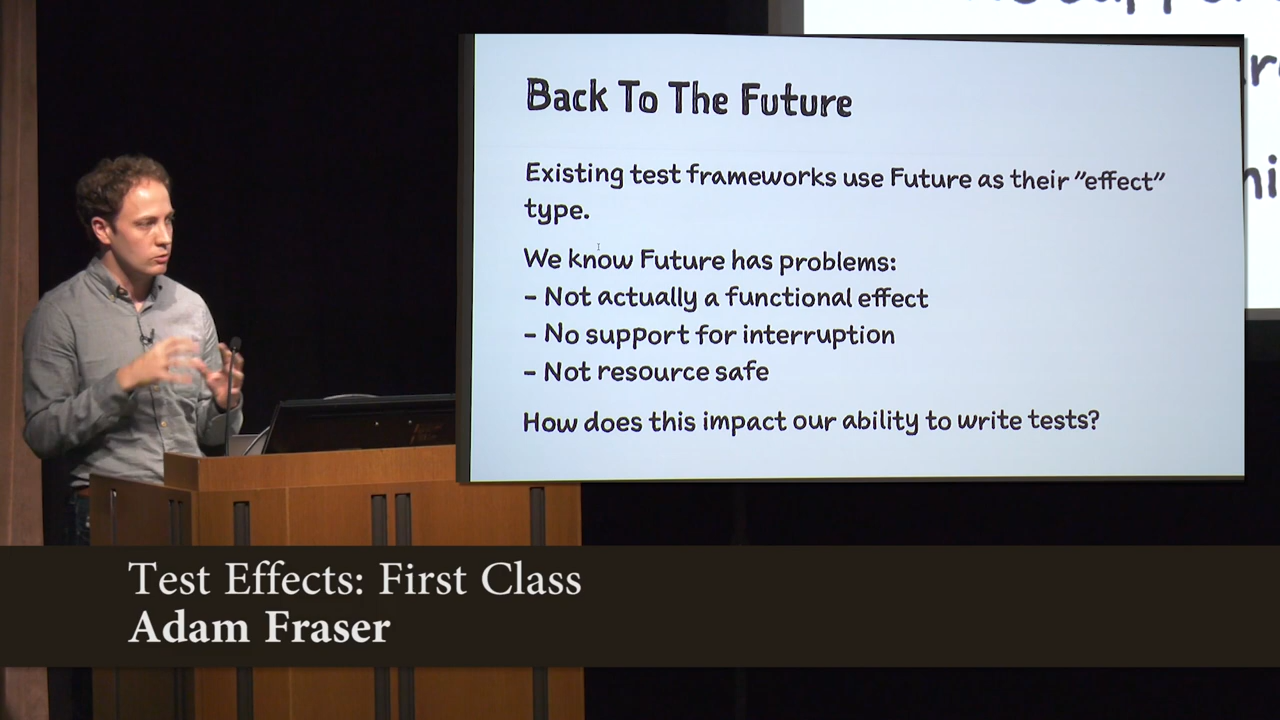 Back To The Future
Existing test frameworks use Future as their "effect"
type.
We know Future has problems:
– Not actually a functional effect
– No support for interruption
– Not resource safe
How does this impact our ability to write tests?
Test Effects: First Class
Adam Fraser